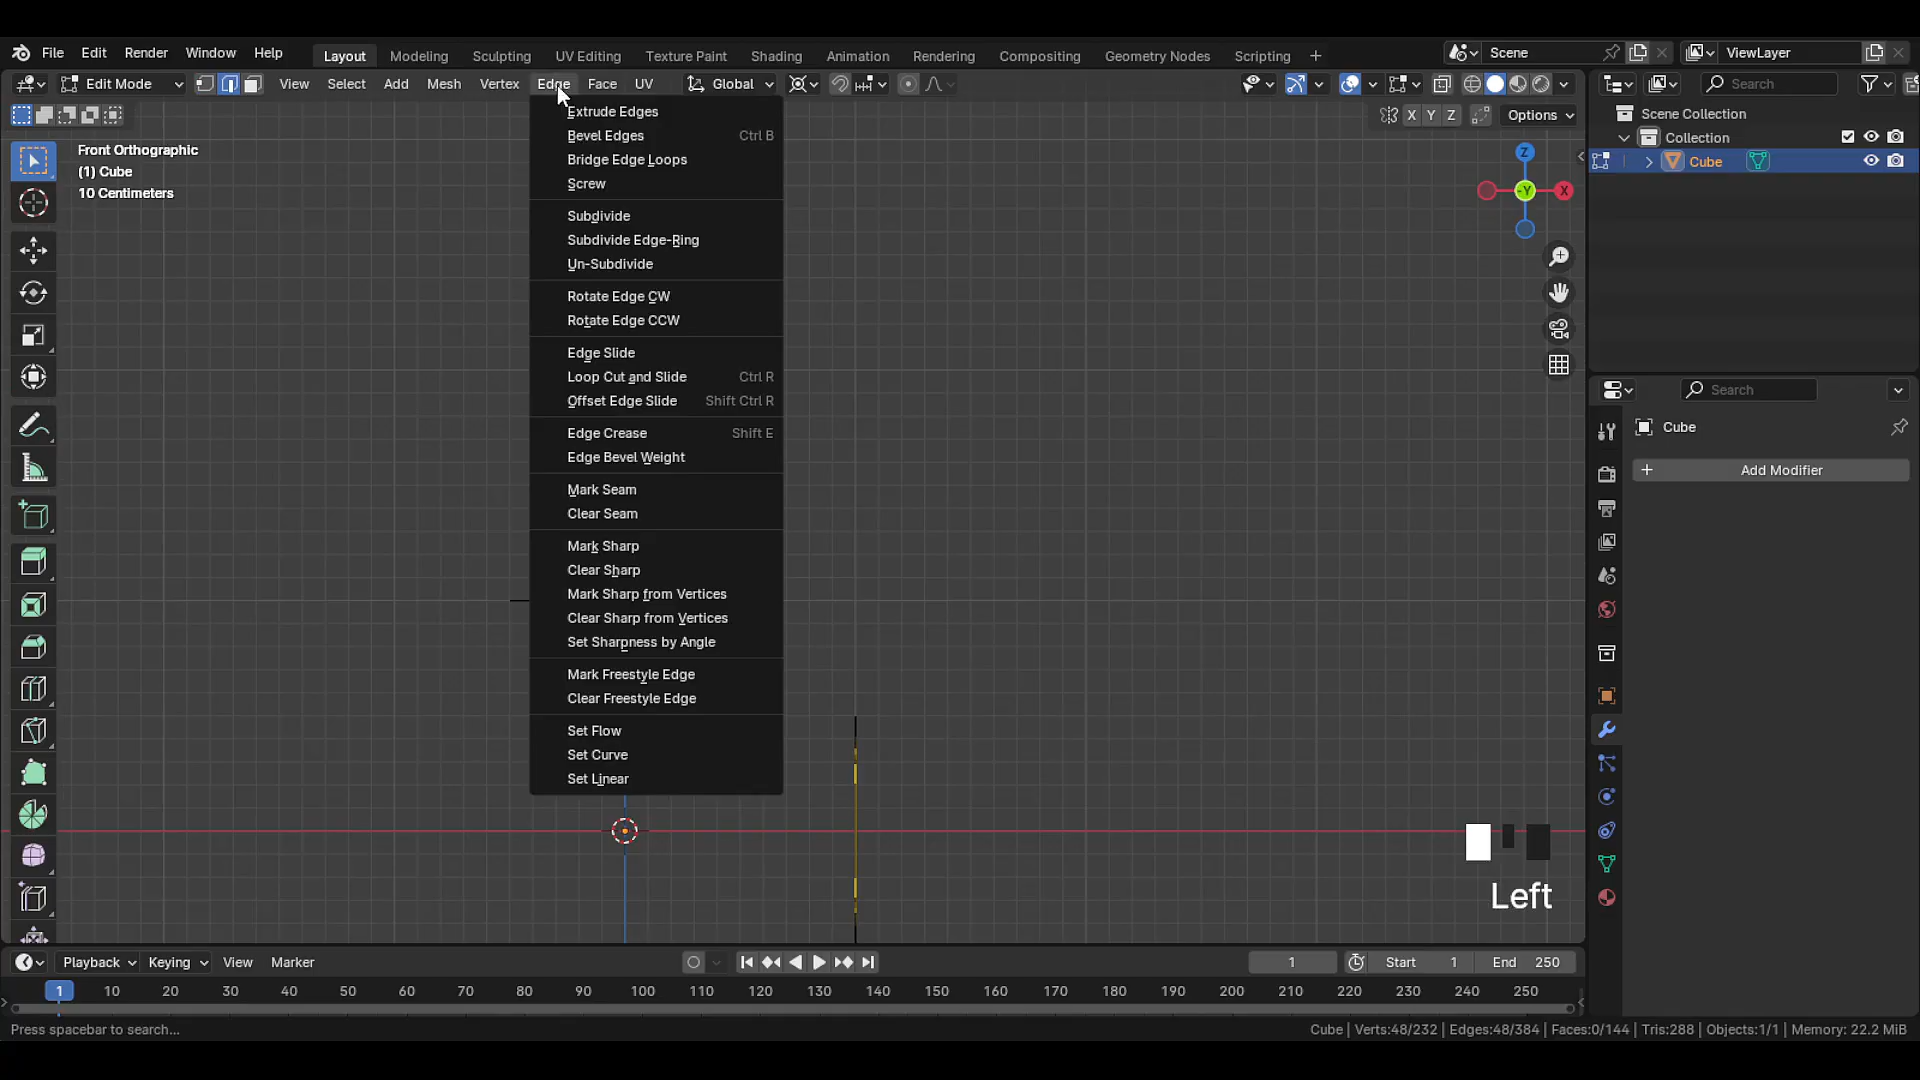 File Edit Render Window Help Layout Modeling Sculpting UV Editing Texture Paint Shading Animation Rendering Compositing Geometry Nodes Scripting + Scene ViewLayer
Edit Mode View Select Add Mesh Vertex Edge Face UV Global Search
X Y Z Options
Front Orthographic
(1) Cube
10 Centimeters
Extrude Edges
Bevel Edges Ctrl B
Bridge Edge Loops
Screw
Subdivide
Subdivide Edge-Ring
Un-Subdivide
Rotate Edge CW
Rotate Edge CCW
Edge Slide
Loop Cut and Slide Ctrl R
Offset Edge Slide Shift Ctrl R
Edge Crease Shift E
Edge Bevel Weight
Mark Seam
Clear Seam
Mark Sharp
Clear Sharp
Mark Sharp from Vertices
Clear Sharp from Vertices
Set Sharpness by Angle
Mark Freestyle Edge
Clear Freestyle Edge
Set Flow
Set Curve
Set Linear
Z
-Y
X
Scene Collection
Collection
Cube
Search
Cube
+ Add Modifier
Left
Playback Keying View Marker 1 Start 1 End 250
1 10 20 30 40 50 60 70 80 90 100 110 120 130 140 150 160 170 180 190 200 210 220 230 240 250
Press spacebar to search...
Cube | Verts:48/232 | Edges:48/384 | Faces:0/144 | Tris:288 | Objects:1/1 | Memory: 22.2 MiB